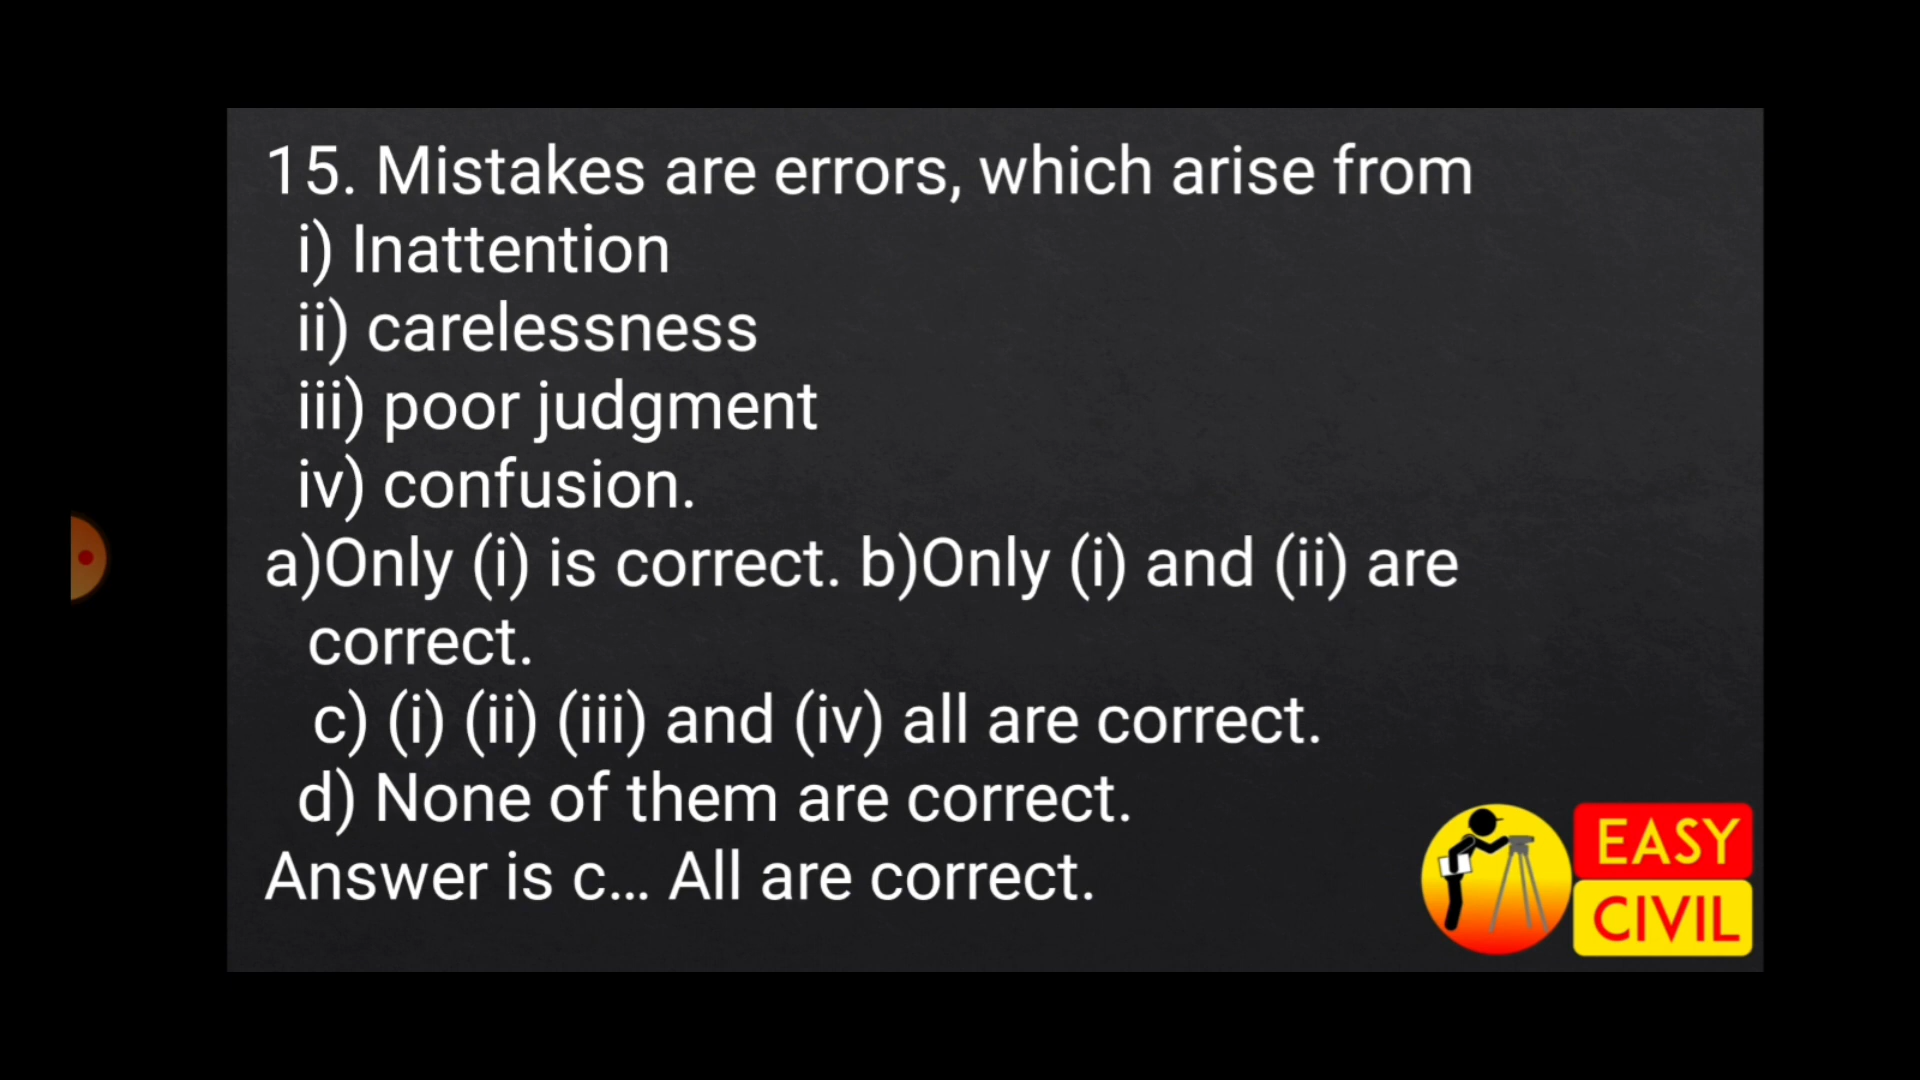 15. Mistakes are errors, which arise from
i) Inattention
ii) carelessness
iii) poor judgment
iv) confusion.
a)Only (i) is correct. b)Only (i) and (ii) are
correct.
c) (i) (ii) (iii) and (iv) all are correct.
d) None of them are correct.
Answer is c... All are correct.
EASY
CIVIL